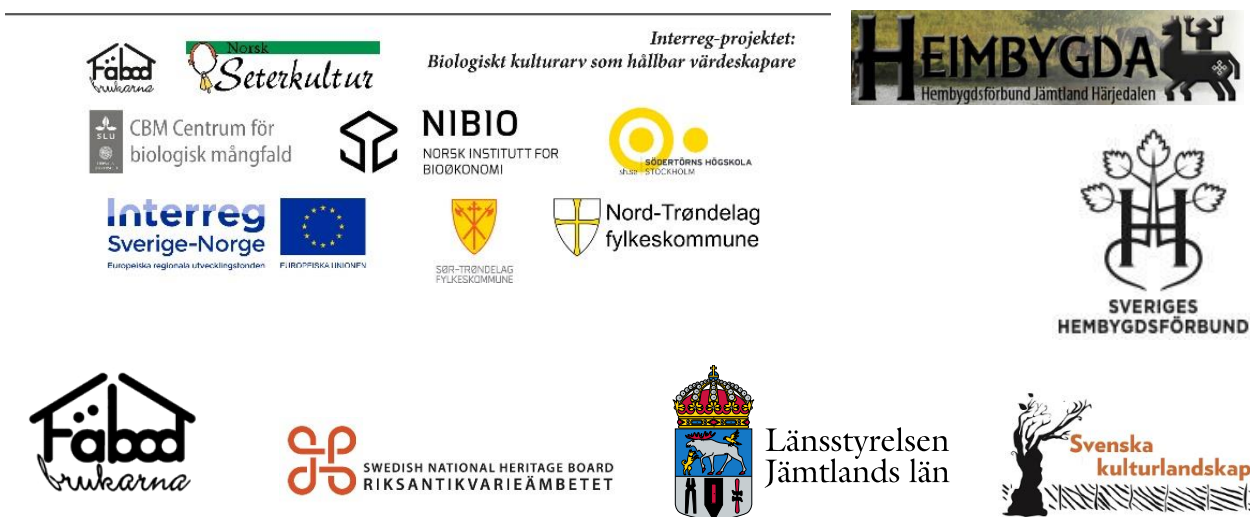 Interreg-projektet:
Biologiskt kulturarv som hållbar värdeskapare
Fäbod
brukarna
Norsk
Seterkultur
HEIMBYGDA
Hembygdsförbund Jämtland Härjedalen
SLU
CBM Centrum för
biologisk mångfald
NIBIO
NORSK INSTITUTT FOR
BIOØKONOMI
SÖDERTÖRNS HÖGSKOLA
sh.se STOCKHOLM
Interreg
Sverige-Norge
Europeiska regionala utvecklingsfonden
EUROPEISKA UNIONEN
SØR-TRØNDELAG
FYLKESKOMMUNE
Nord-Trøndelag
fylkeskommune
H
SVERIGES
HEMBYGDSFÖRBUND
Fäbod
brukarna
SWEDISH NATIONAL HERITAGE BOARD
RIKSANTIKVARIEÄMBETET
Länsstyrelsen
Jämtlands län
Svenska
kulturlandskap